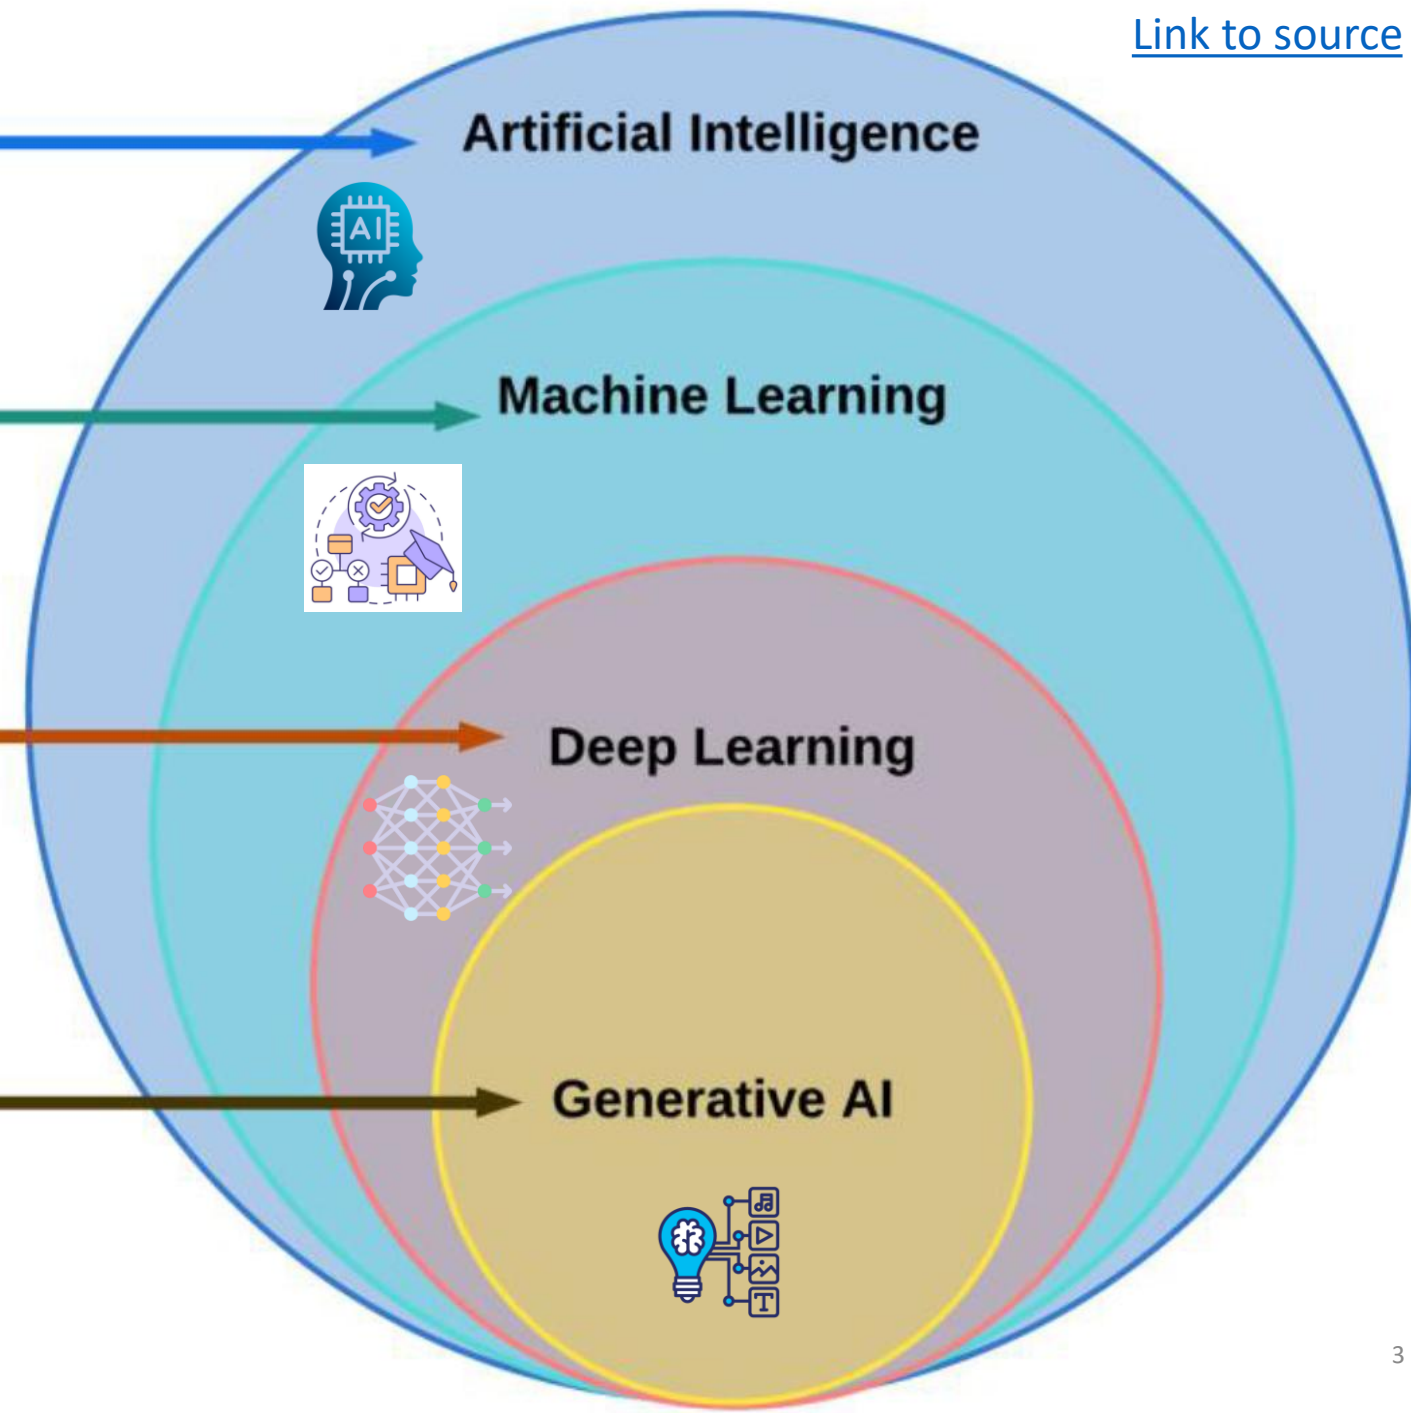 Link to source
Artificial Intelligence
AI
Machine Learning
Deep Learning
Generative AI
T
3